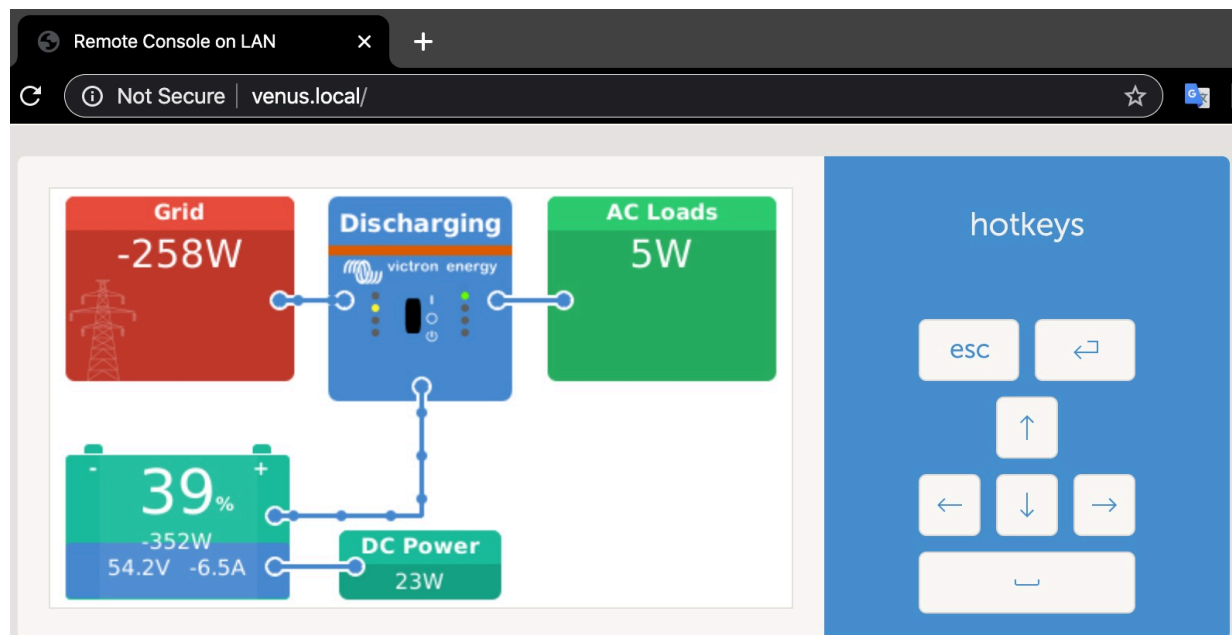 Remote Console on LAN
Not Secure venus.local/
Grid
-258W
Discharging
victron energy
AC Loads
5W
39%
- +
-352W
54.2V -6.5A
DC Power
23W
hotkeys
esc